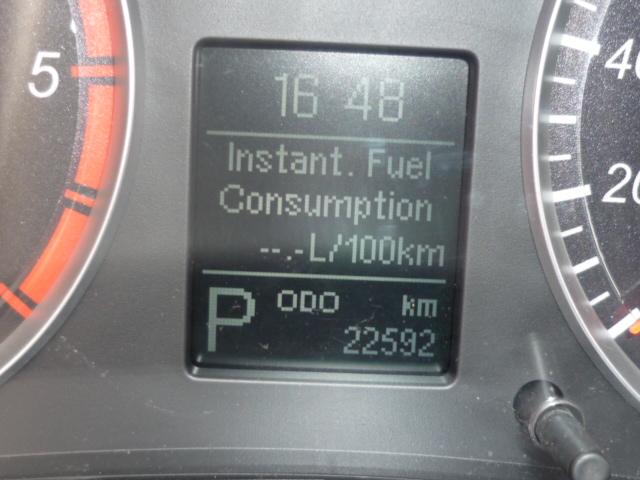 5
16 48
Instant. Fuel
Consumption
--.-L/100km
P ODO km
22592
40
20